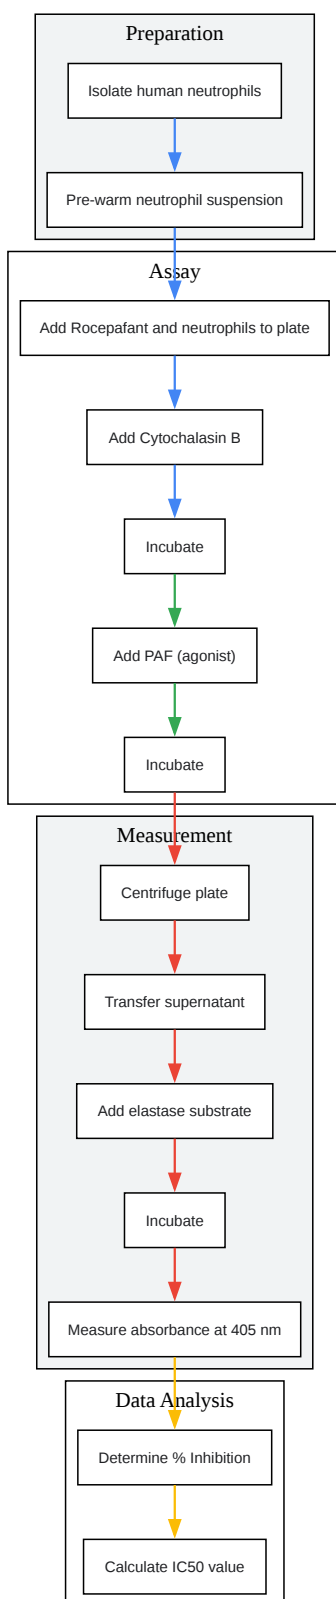 Preparation
Isolate human neutrophils
Pre-warm neutrophil suspension
Assay
Add Rocepafant and neutrophils to plate
Add Cytochalasin B
Incubate
Add PAF (agonist)
Incubate
Measurement
Centrifuge plate
Transfer supernatant
Add elastase substrate
Incubate
Measure absorbance at 405 nm
Data Analysis
Determine % Inhibition
Calculate IC50 value